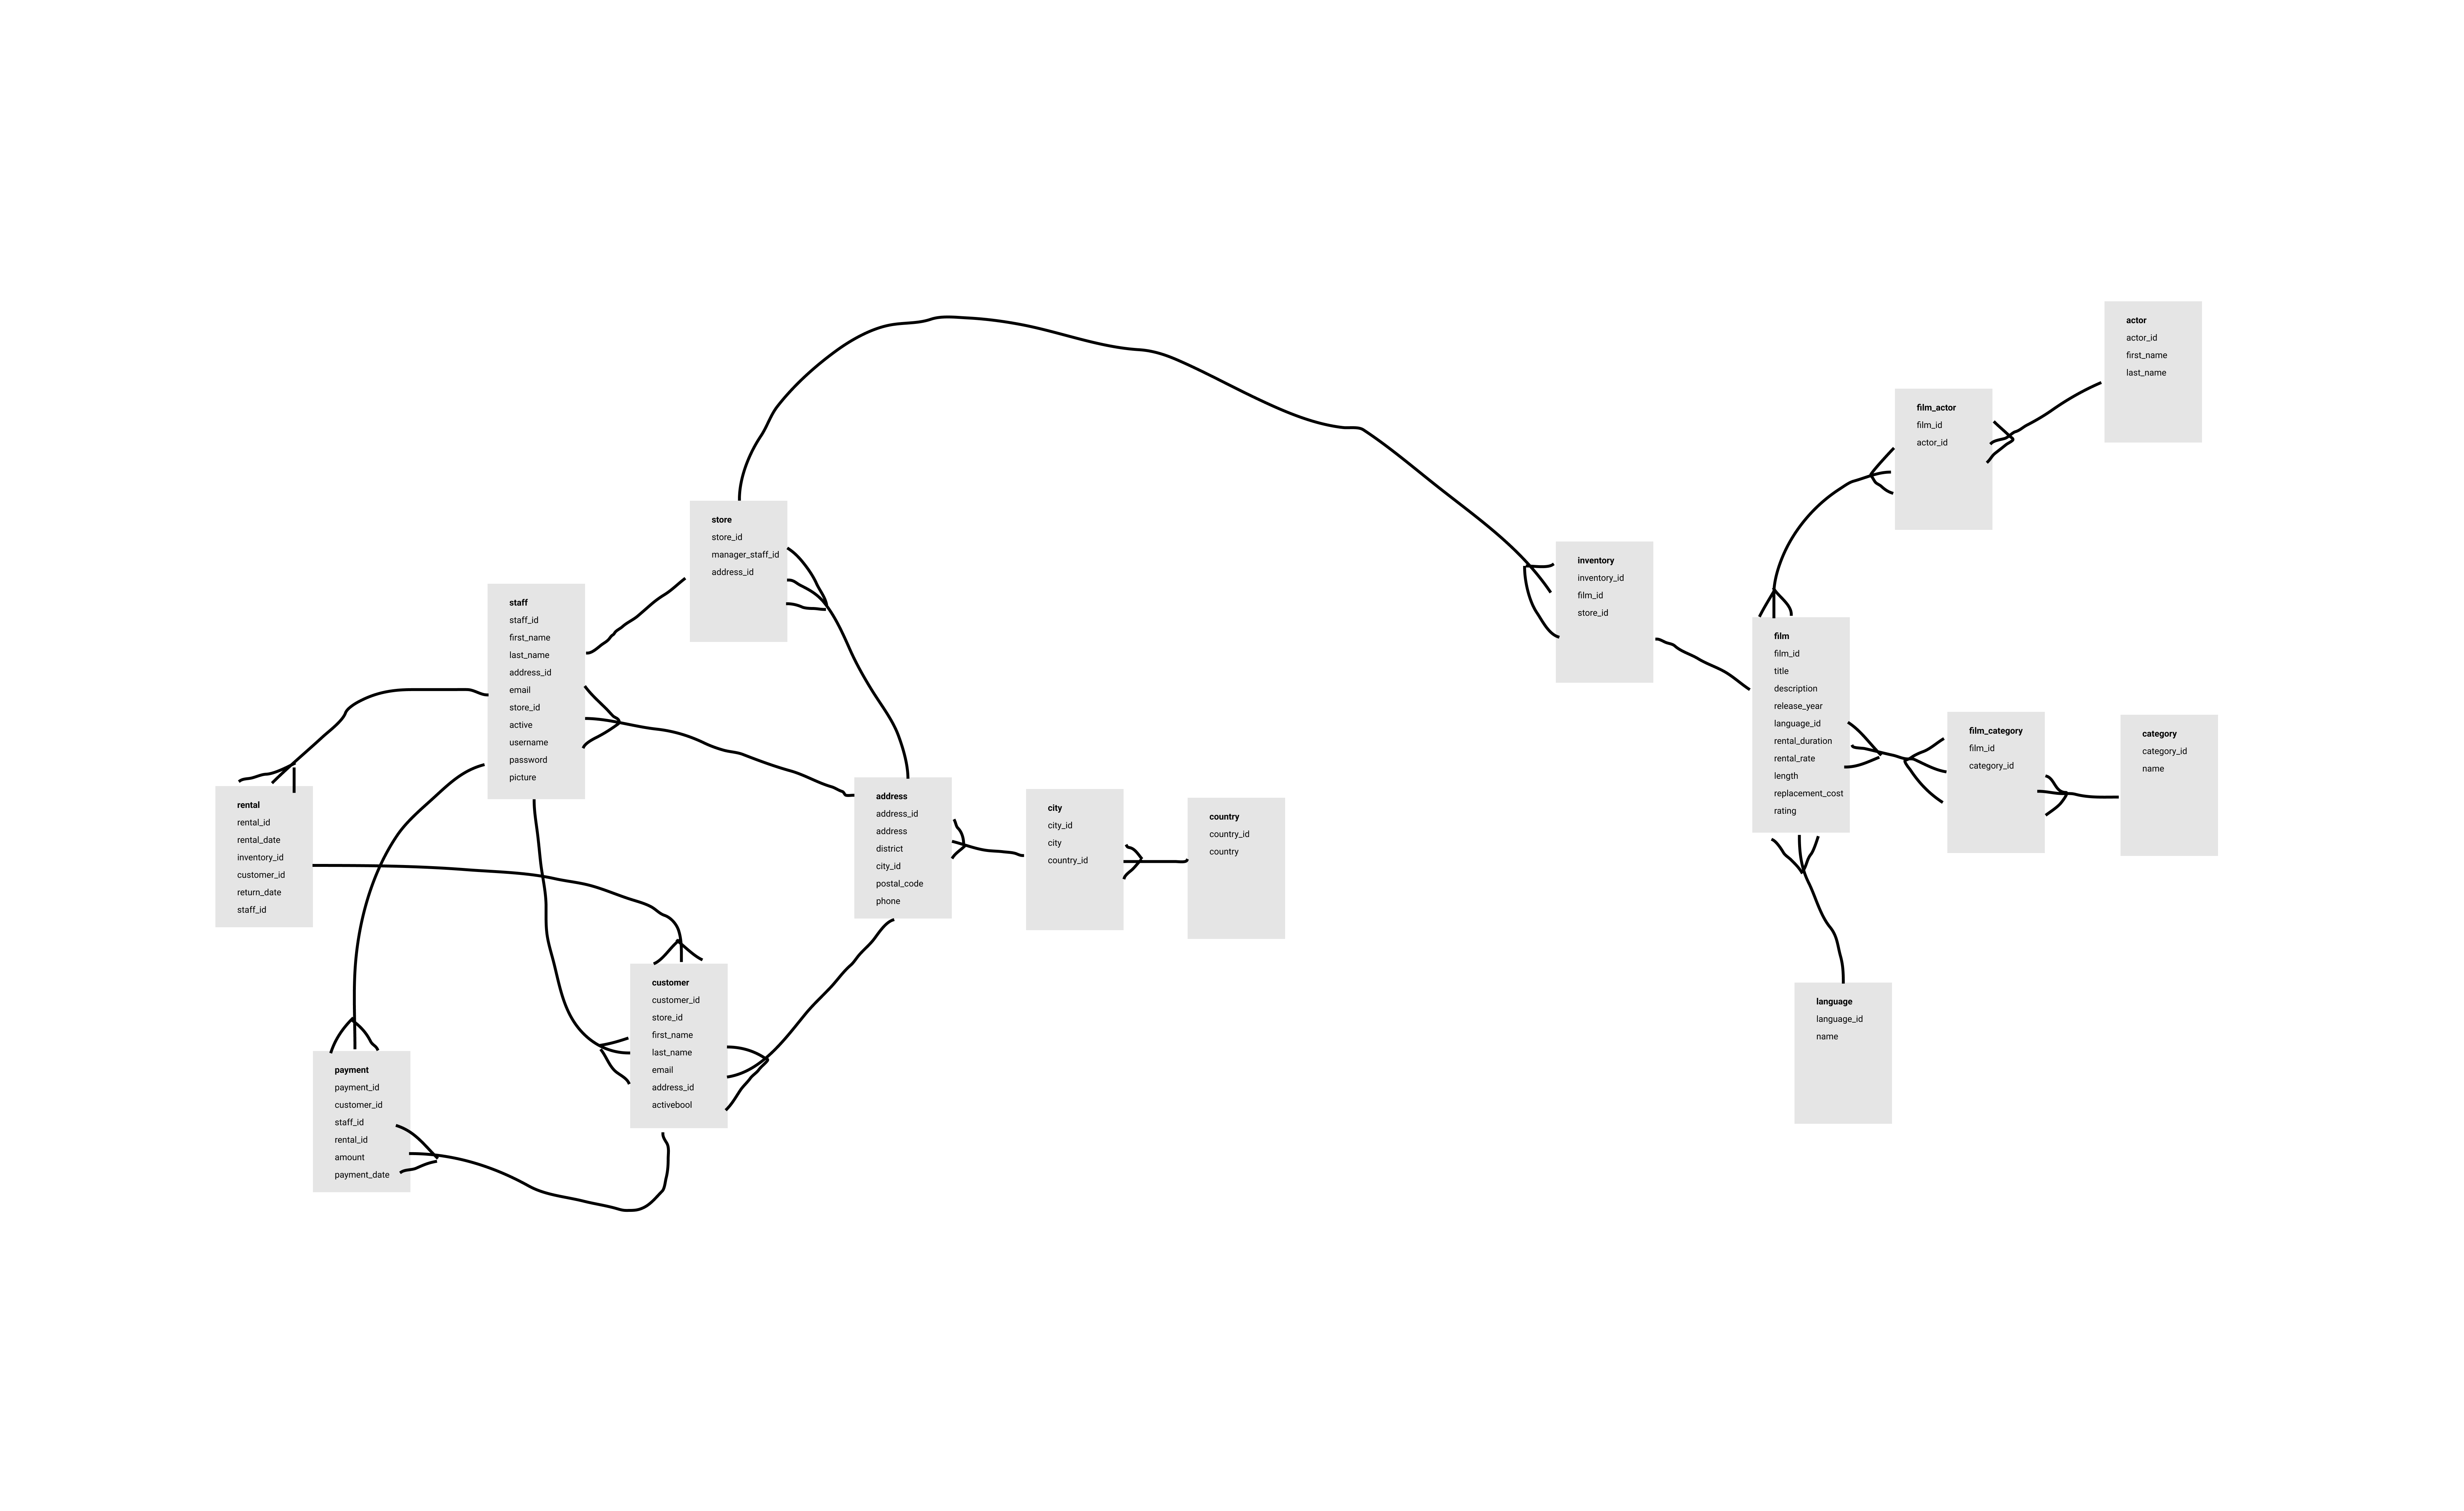 actor
actor_id
first_name
last_name
film_actor
film_id
actor_id
store
store_id
manager_staff_id
address_id
inventory
inventory_id
film_id
store_id
staff
staff_id
first_name
last_name
address_id
email
store_id
active
username
password
picture
film
film_id
title
description
release_year
language_id
rental_duration
rental_rate
length
replacement_cost
rating
film_category
film_id
category_id
category
category_id
name
rental
rental_id
rental_date
inventory_id
customer_id
return_date
staff_id
address
address_id
address
district
city_id
postal_code
phone
city
city_id
city
country_id
country
country_id
country
customer
customer_id
store_id
first_name
last_name
email
address_id
activebool
language
language_id
name
payment
payment_id
customer_id
staff_id
rental_id
amount
payment_date